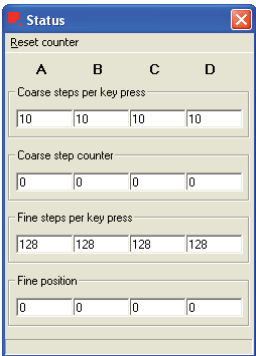 Status
Reset counter
A B C D
Coarse steps per key press
10 10 10 10
Coarse step counter
0 0 0 0
Fine steps per key press
128 128 128 128
Fine position
0 0 0 0